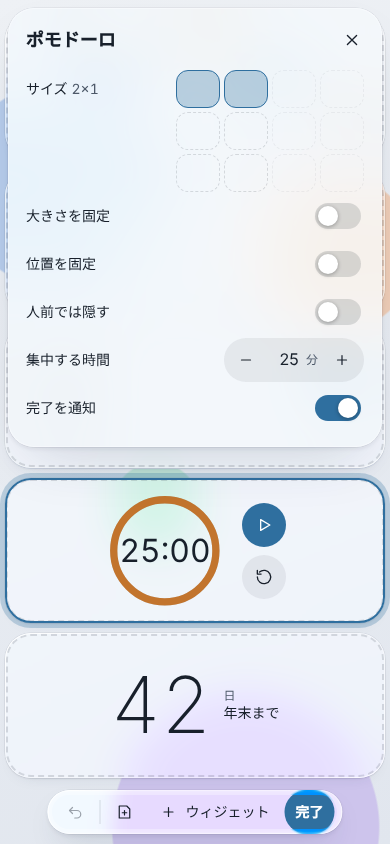 ポモドーロ
サイズ 2×1
大きさを固定
位置を固定
人前では隠す
集中する時間 − 25 分 +
完了を通知
25:00
42 日
年末まで
+ ウィジェット 完了